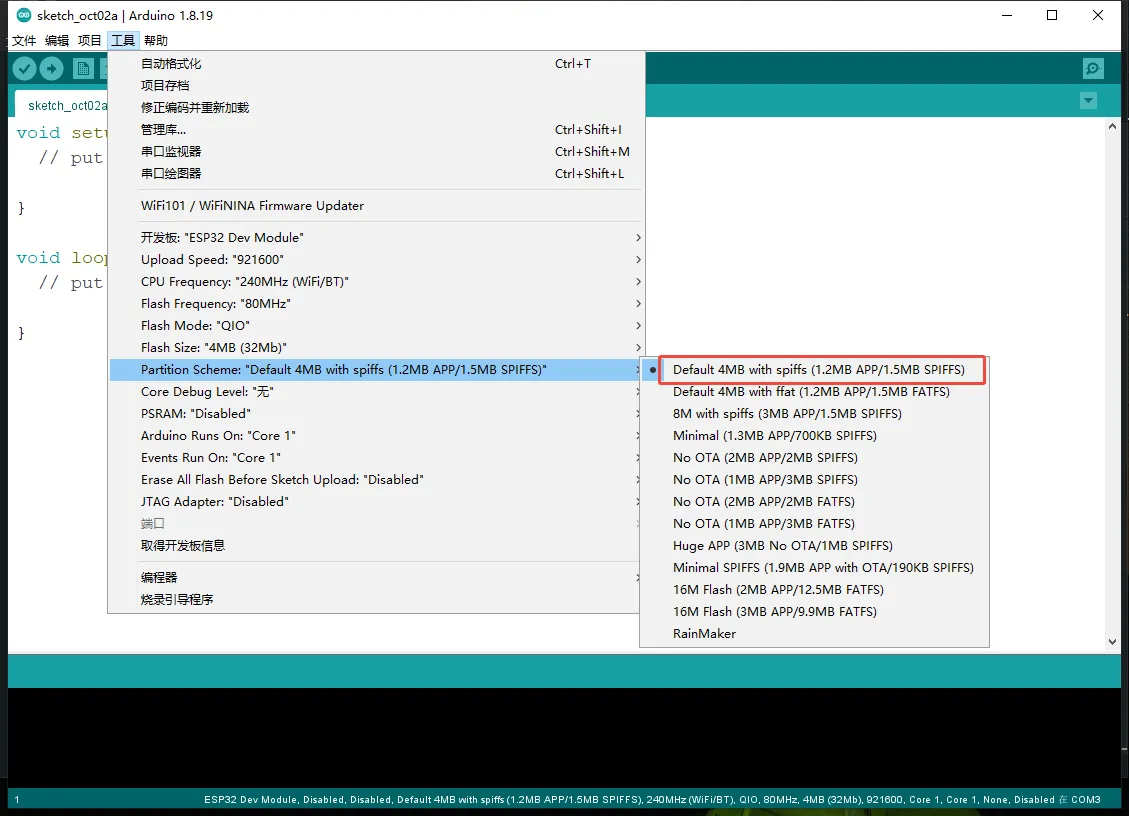 sketch_oct02a | Arduino 1.8.19
文件 编辑 项目 工具 帮助
sketch_oct02a
void setu
// put
}
void loop
// put
}
自动格式化 Ctrl+T
项目存档
修正编码并重新加载
管理库... Ctrl+Shift+I
串口监视器 Ctrl+Shift+M
串口绘图器 Ctrl+Shift+L
WiFi101 / WiFiNINA Firmware Updater
开发板: "ESP32 Dev Module"
Upload Speed: "921600"
CPU Frequency: "240MHz (WiFi/BT)"
Flash Frequency: "80MHz"
Flash Mode: "QIO"
Flash Size: "4MB (32Mb)"
Partition Scheme: "Default 4MB with spiffs (1.2MB APP/1.5MB SPIFFS)"
Core Debug Level: "无"
PSRAM: "Disabled"
Arduino Runs On: "Core 1"
Events Run On: "Core 1"
Erase All Flash Before Sketch Upload: "Disabled"
JTAG Adapter: "Disabled"
端口
取得开发板信息
编程器
烧录引导程序
Default 4MB with spiffs (1.2MB APP/1.5MB SPIFFS)
Default 4MB with ffat (1.2MB APP/1.5MB FATFS)
8M with spiffs (3MB APP/1.5MB SPIFFS)
Minimal (1.3MB APP/700KB SPIFFS)
No OTA (2MB APP/2MB SPIFFS)
No OTA (1MB APP/3MB SPIFFS)
No OTA (2MB APP/2MB FATFS)
No OTA (1MB APP/3MB FATFS)
Huge APP (3MB No OTA/1MB SPIFFS)
Minimal SPIFFS (1.9MB APP with OTA/190KB SPIFFS)
16M Flash (2MB APP/12.5MB FATFS)
16M Flash (3MB APP/9.9MB FATFS)
RainMaker
1 ESP32 Dev Module, Disabled, Disabled, Default 4MB with spiffs (1.2MB APP/1.5MB SPIFFS), 240MHz (WiFi/BT), QIO, 80MHz, 4MB (32Mb), 921600, Core 1, Core 1, None, Disabled 在 COM3